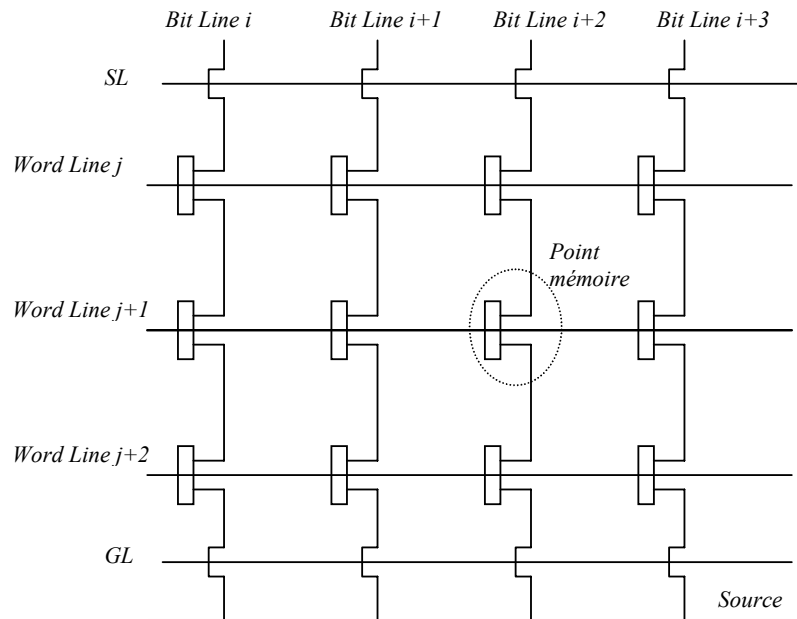 Bit Line i
Bit Line i+1
Bit Line i+2
Bit Line i+3
SL
Word Line j
Point
mémoire
Word Line j+1
Word Line j+2
GL
Source